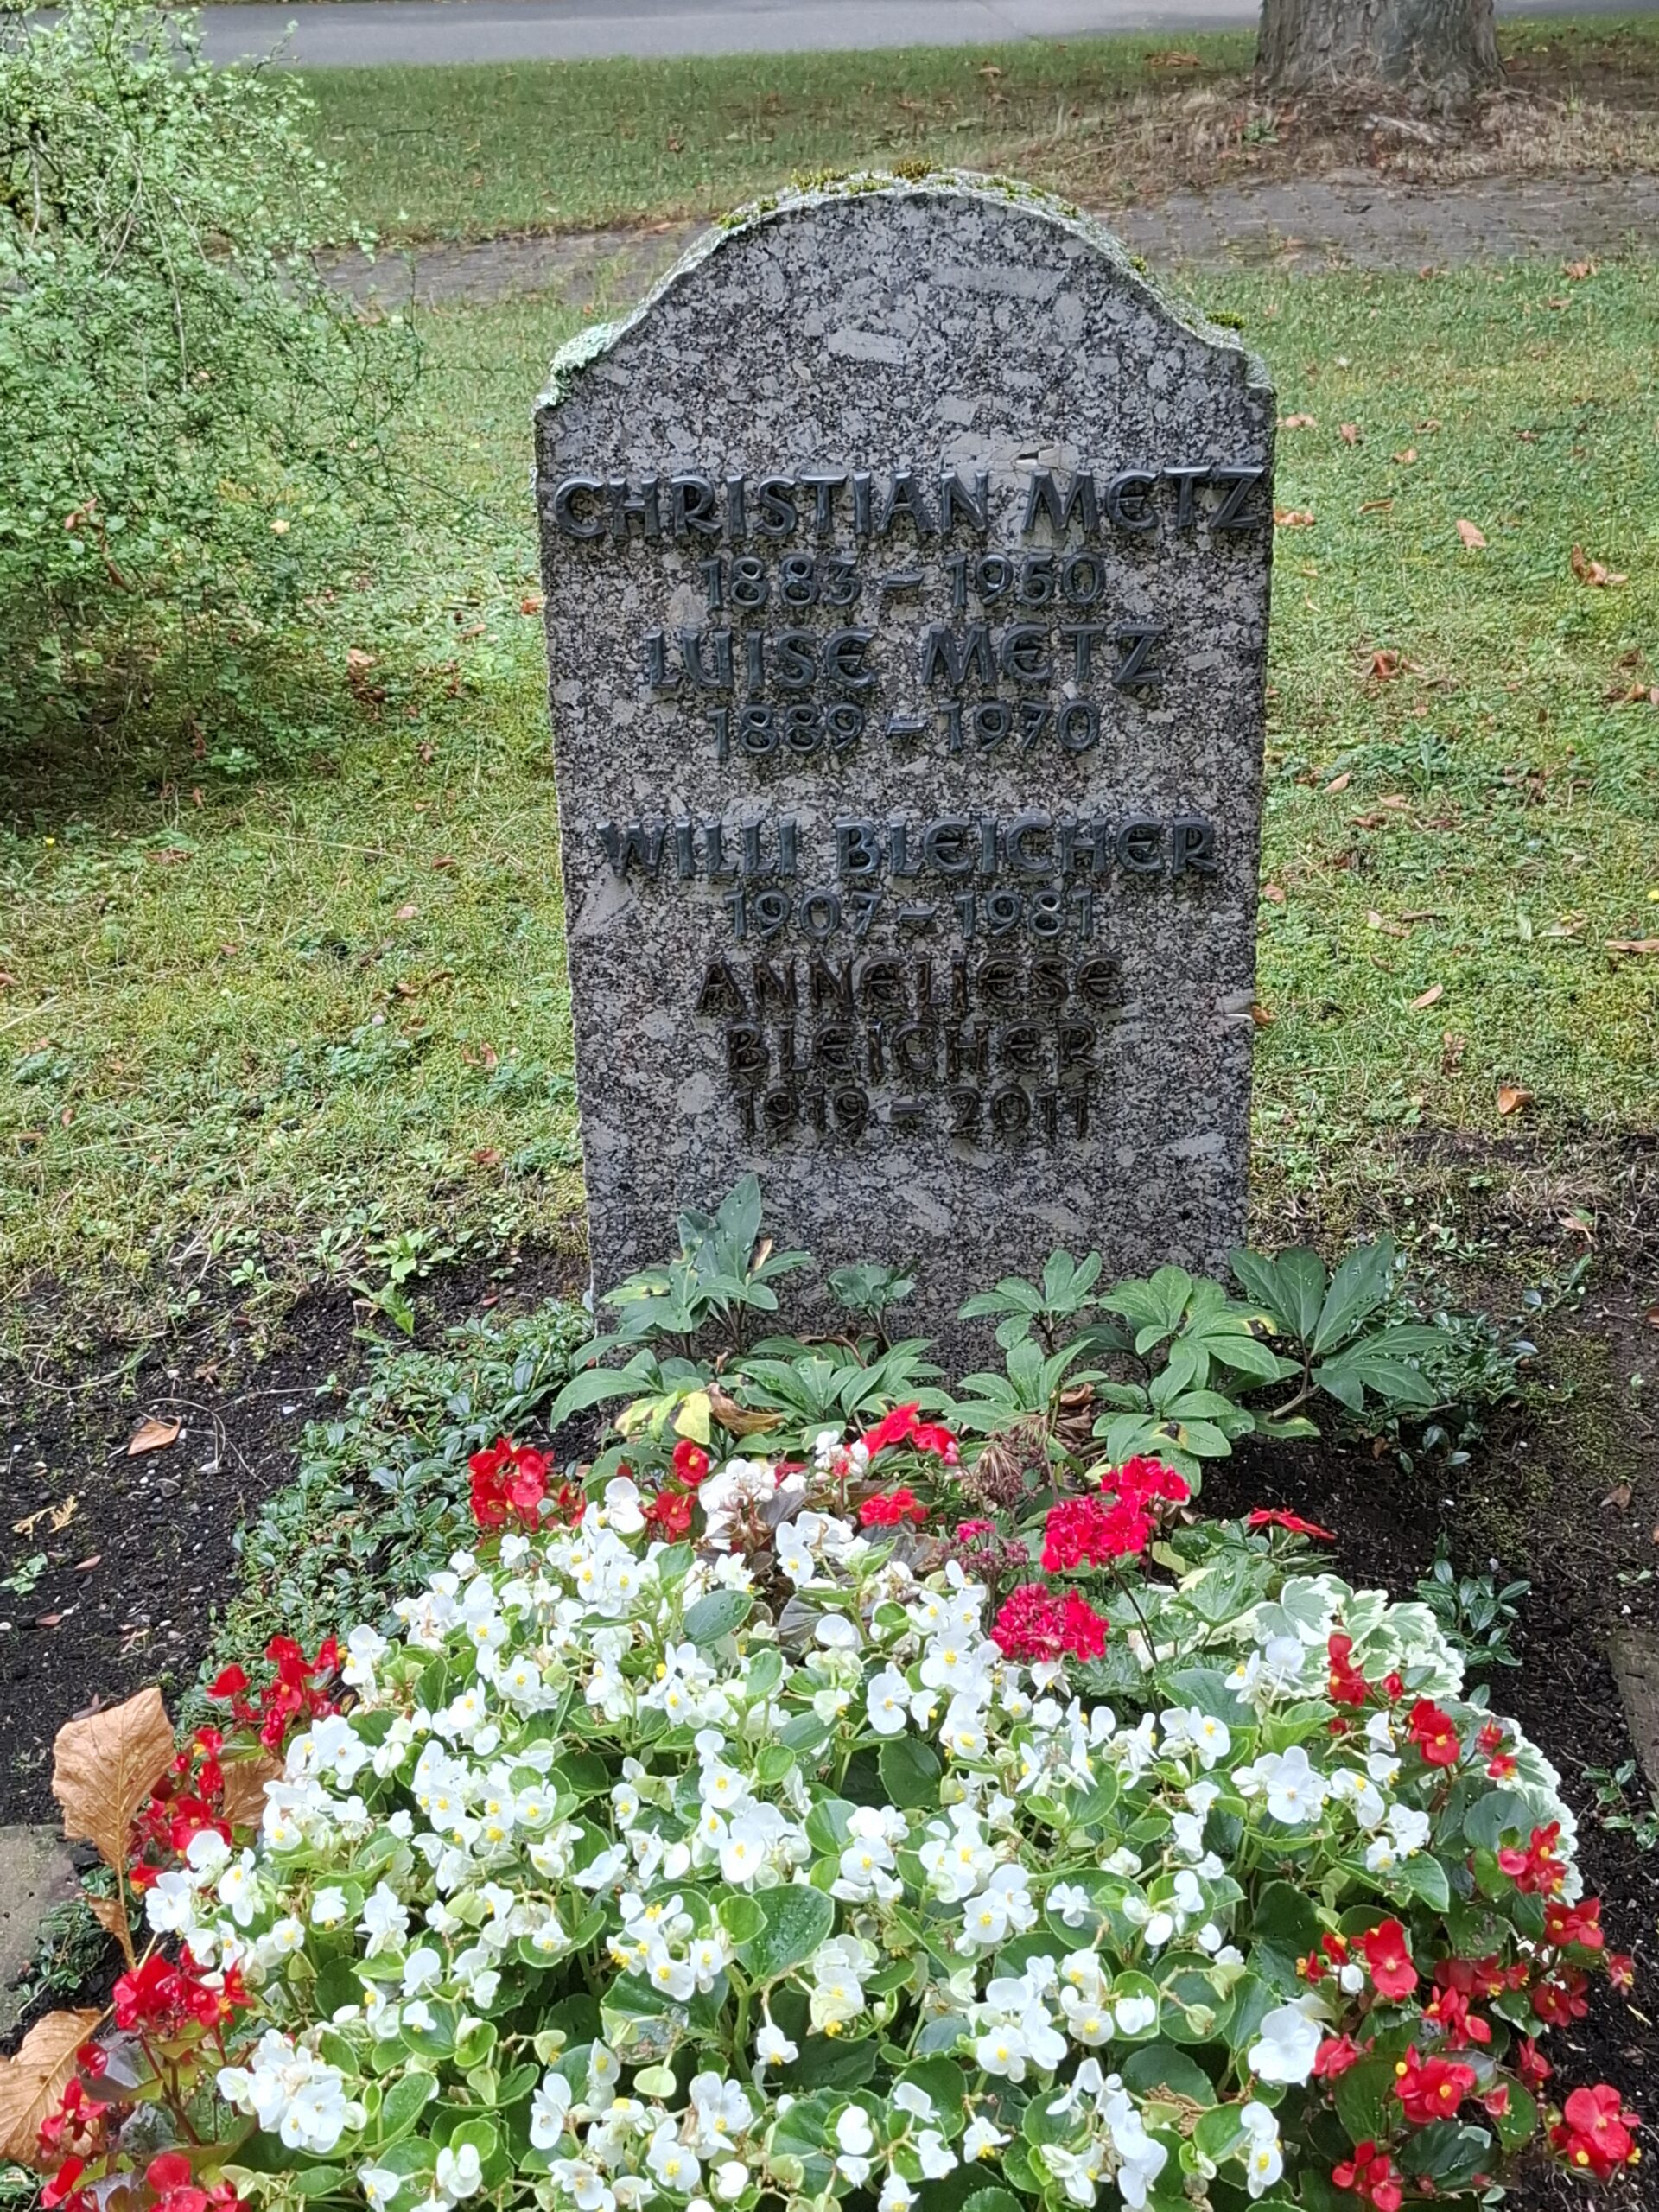 CHRISTIAN METZ
1883 – 1950
LUISE METZ
1889 – 1970
WILLI BLEICHER
1907 – 1981
ANNELIESE
BLEICHER
1919 – 2011